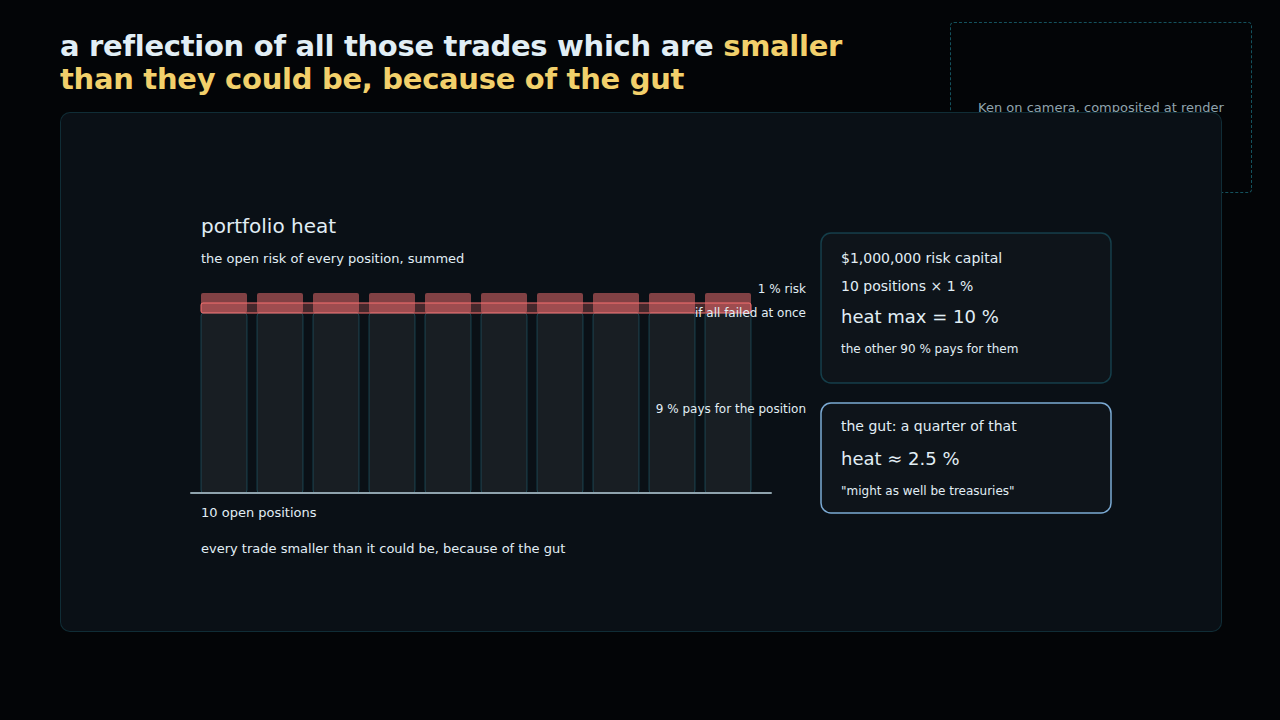 a reflection of all those trades which are smaller
than they could be, because of the gut
Ken on camera, composited at render
portfolio heat
the open risk of every position, summed
1 % risk
if all failed at once
9 % pays for the position
10 open positions
every trade smaller than it could be, because of the gut
$1,000,000 risk capital
10 positions × 1 %
heat max = 10 %
the other 90 % pays for them
the gut: a quarter of that
heat ≈ 2.5 %
"might as well be treasuries"